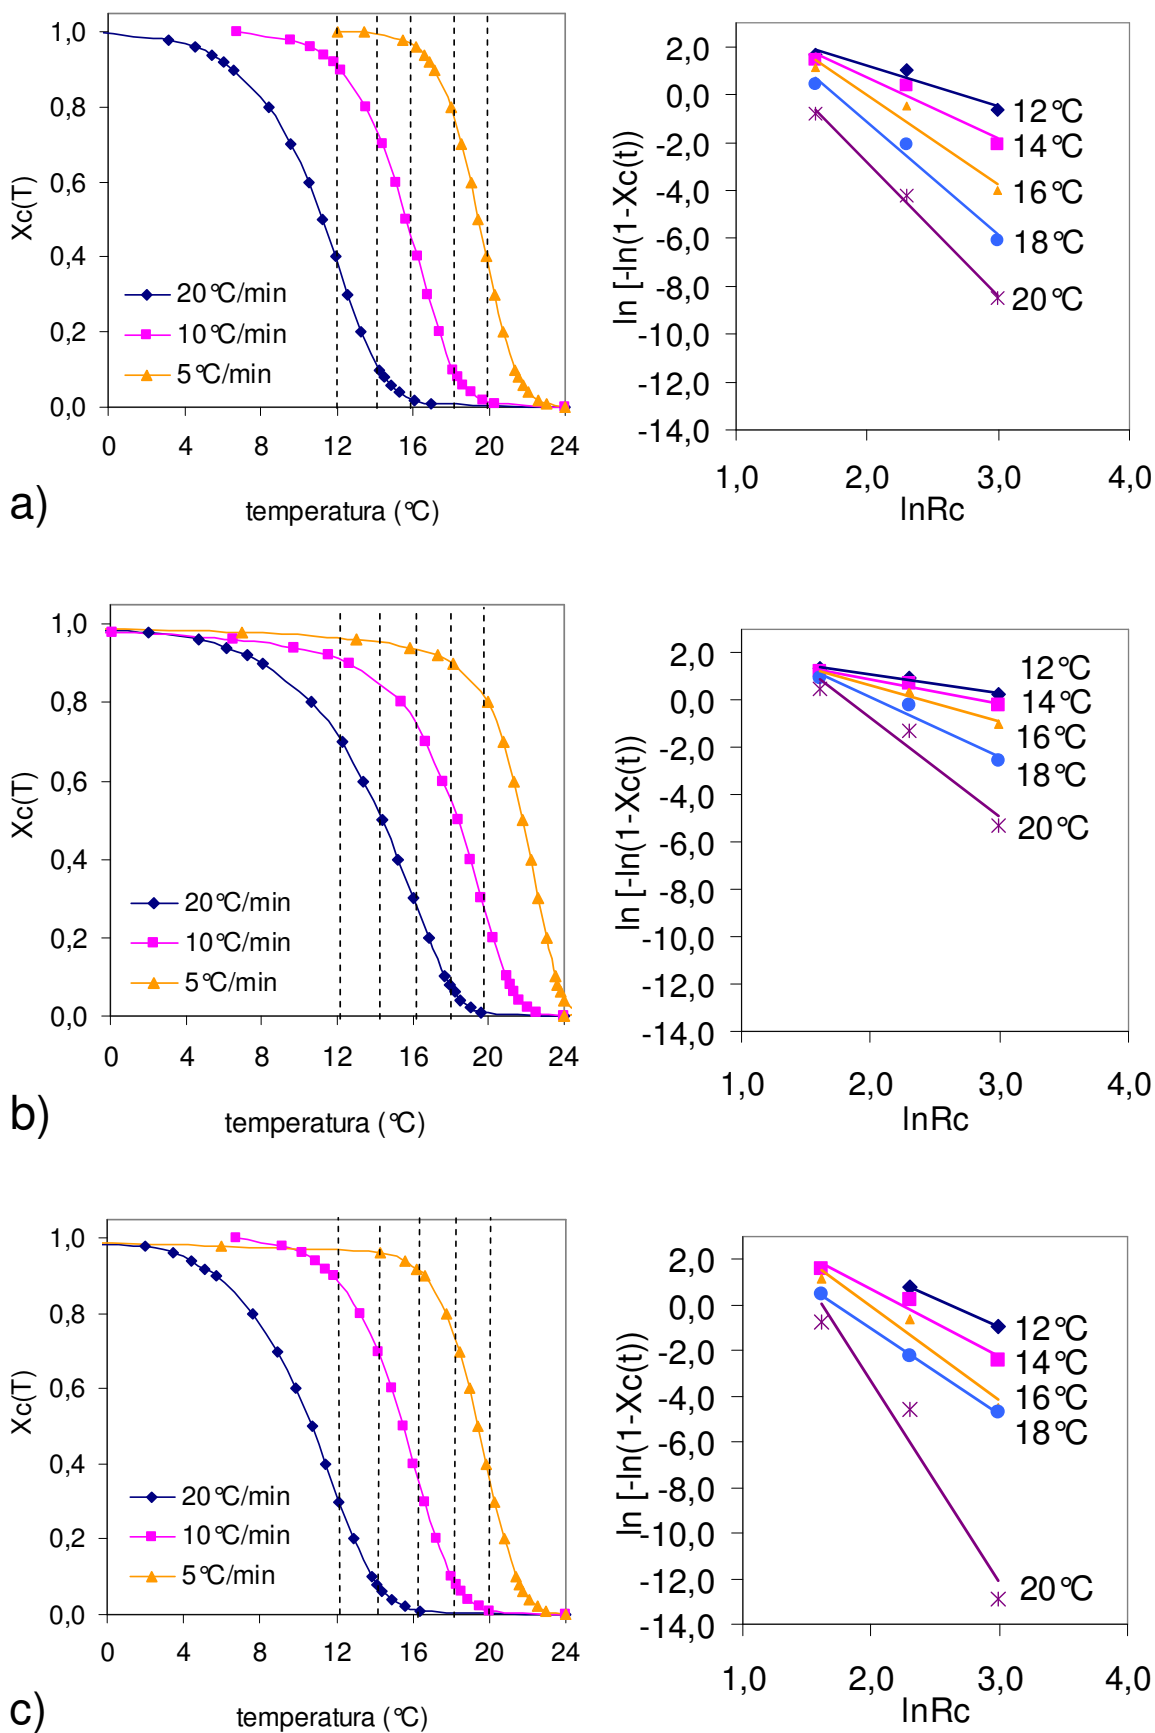 1,0
0,8
0,6
0,4
0,2
0,0
Xc(T)
20°C/min
10°C/min
5°C/min
0 4 8 12 16 20 24
temperatura (°C)
a)
2,0
0,0
-2,0
-4,0
-6,0
-8,0
-10,0
-12,0
-14,0
ln [-ln(1-Xc(t))
12°C
14°C
16°C
18°C
20°C
1,0 2,0 3,0 4,0
lnRc
1,0
0,8
0,6
0,4
0,2
0,0
Xc(T)
20°C/min
10°C/min
5°C/min
0 4 8 12 16 20 24
temperatura (°C)
b)
2,0
0,0
-2,0
-4,0
-6,0
-8,0
-10,0
-12,0
-14,0
ln [-ln(1-Xc(t))
12°C
14°C
16°C
18°C
20°C
1,0 2,0 3,0 4,0
lnRc
1,0
0,8
0,6
0,4
0,2
0,0
Xc(T)
20°C/min
10°C/min
5°C/min
0 4 8 12 16 20 24
temperatura (°C)
c)
2,0
0,0
-2,0
-4,0
-6,0
-8,0
-10,0
-12,0
-14,0
ln [-ln(1-Xc(t))
12°C
14°C
16°C
18°C
20°C
1,0 2,0 3,0 4,0
lnRc